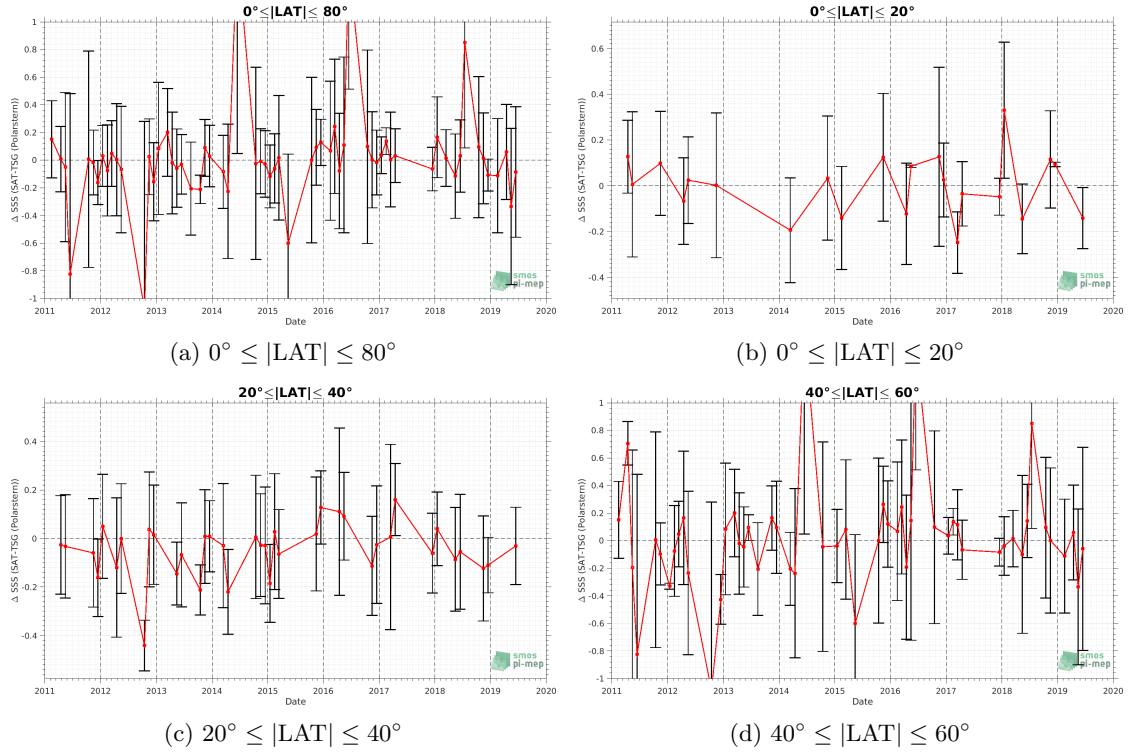 0°≤|LAT|≤ 80°
Δ SSS (SAT-TSG (Polarstern))
1
0.8
0.6
0.4
0.2
0
-0.2
-0.4
-0.6
-0.8
-1
2011 2012 2013 2014 2015 2016 2017 2018 2019 2020
Date
smos
pi-mep
(a) 0° ≤ |LAT| ≤ 80°
0°≤|LAT|≤ 20°
Δ SSS (SAT-TSG (Polarstern))
0.6
0.4
0.2
0
-0.2
-0.4
2011 2012 2013 2014 2015 2016 2017 2018 2019 2020
Date
smos
pi-mep
(b) 0° ≤ |LAT| ≤ 20°
20°≤|LAT|≤ 40°
Δ SSS (SAT-TSG (Polarstern))
0.4
0.2
0
-0.2
-0.4
2011 2012 2013 2014 2015 2016 2017 2018 2019 2020
Date
smos
pi-mep
(c) 20° ≤ |LAT| ≤ 40°
40°≤|LAT|≤ 60°
Δ SSS (SAT-TSG (Polarstern))
1
0.8
0.6
0.4
0.2
0
-0.2
-0.4
-0.6
-0.8
-1
2011 2012 2013 2014 2015 2016 2017 2018 2019 2020
Date
smos
pi-mep
(d) 40° ≤ |LAT| ≤ 60°